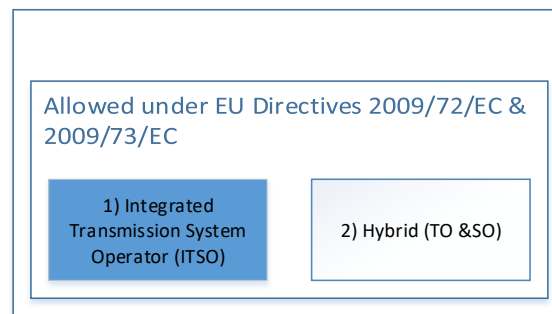 Allowed under EU Directives 2009/72/EC &
2009/73/EC
1) Integrated
Transmission System
Operator (ITSO)
2) Hybrid (TO &SO)